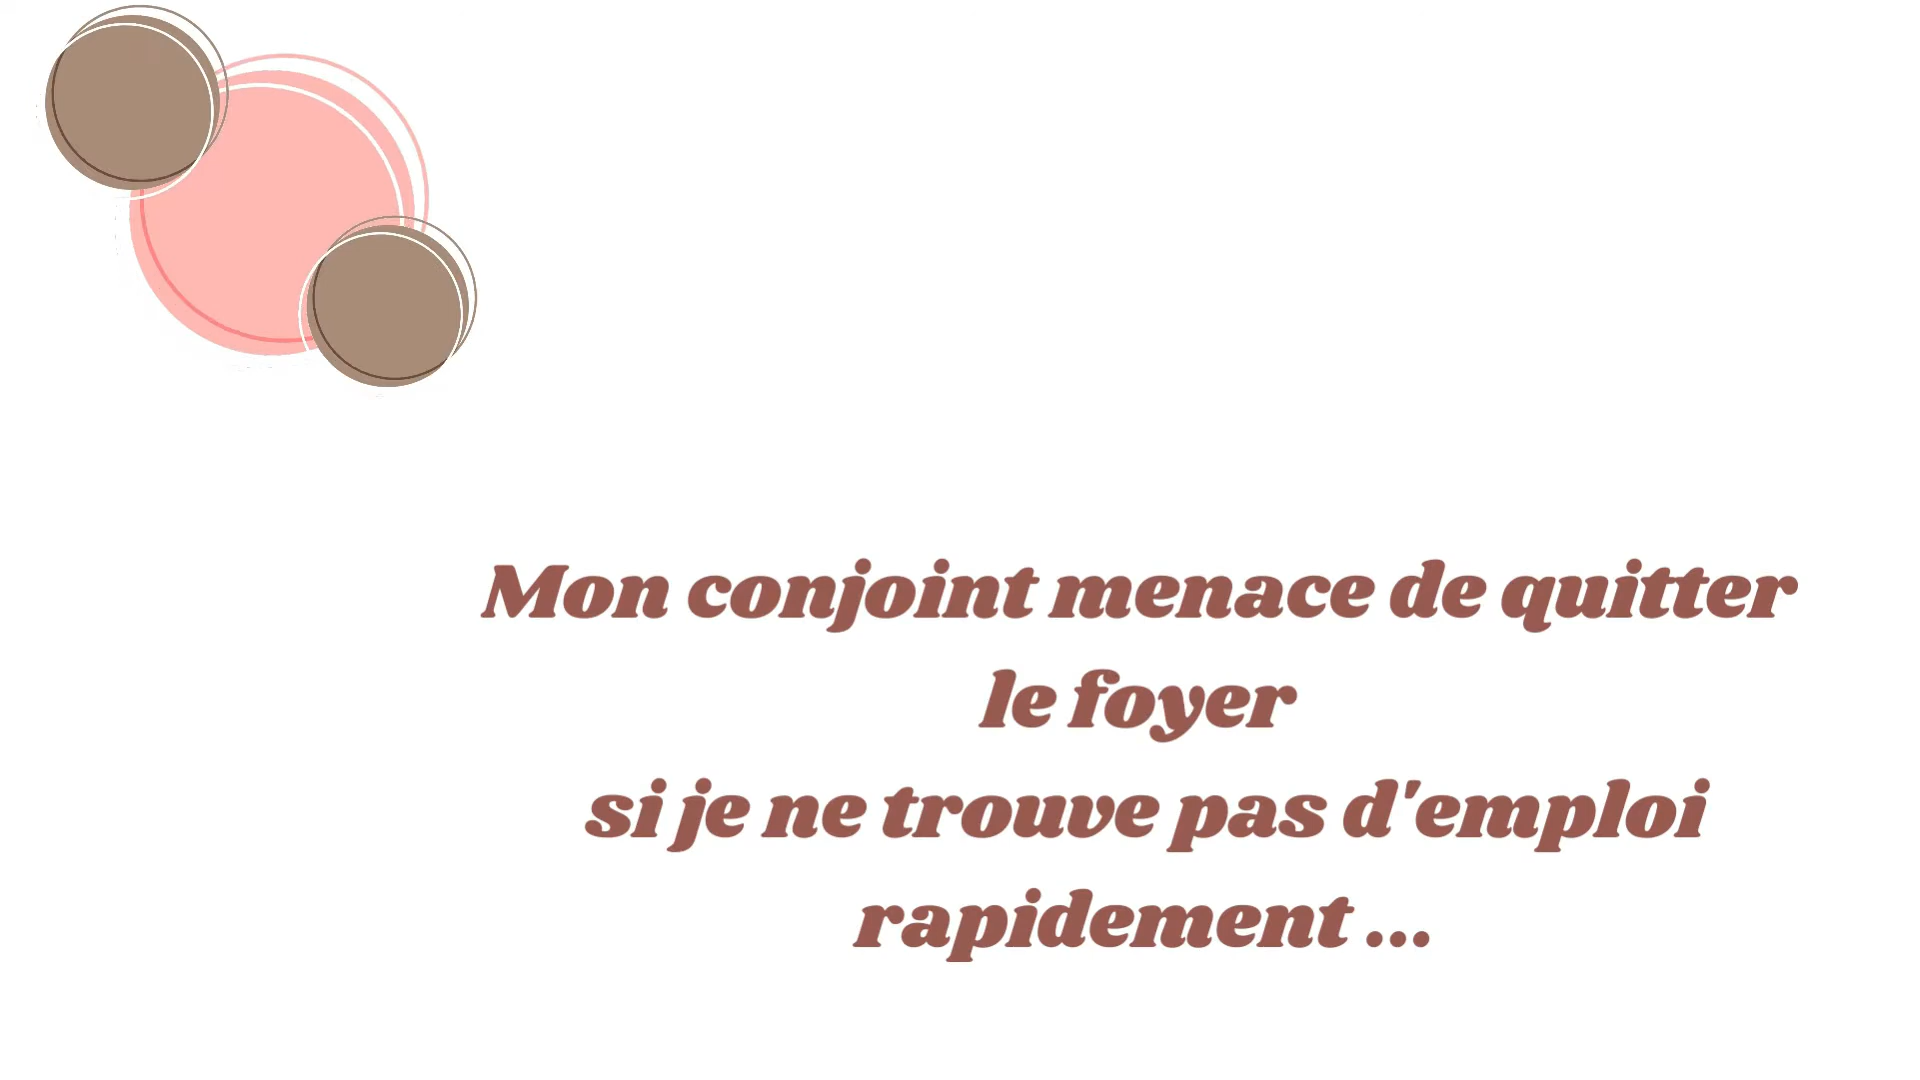 Mon conjoint menace de quitter
le foyer
si je ne trouve pas d'emploi
rapidement ...